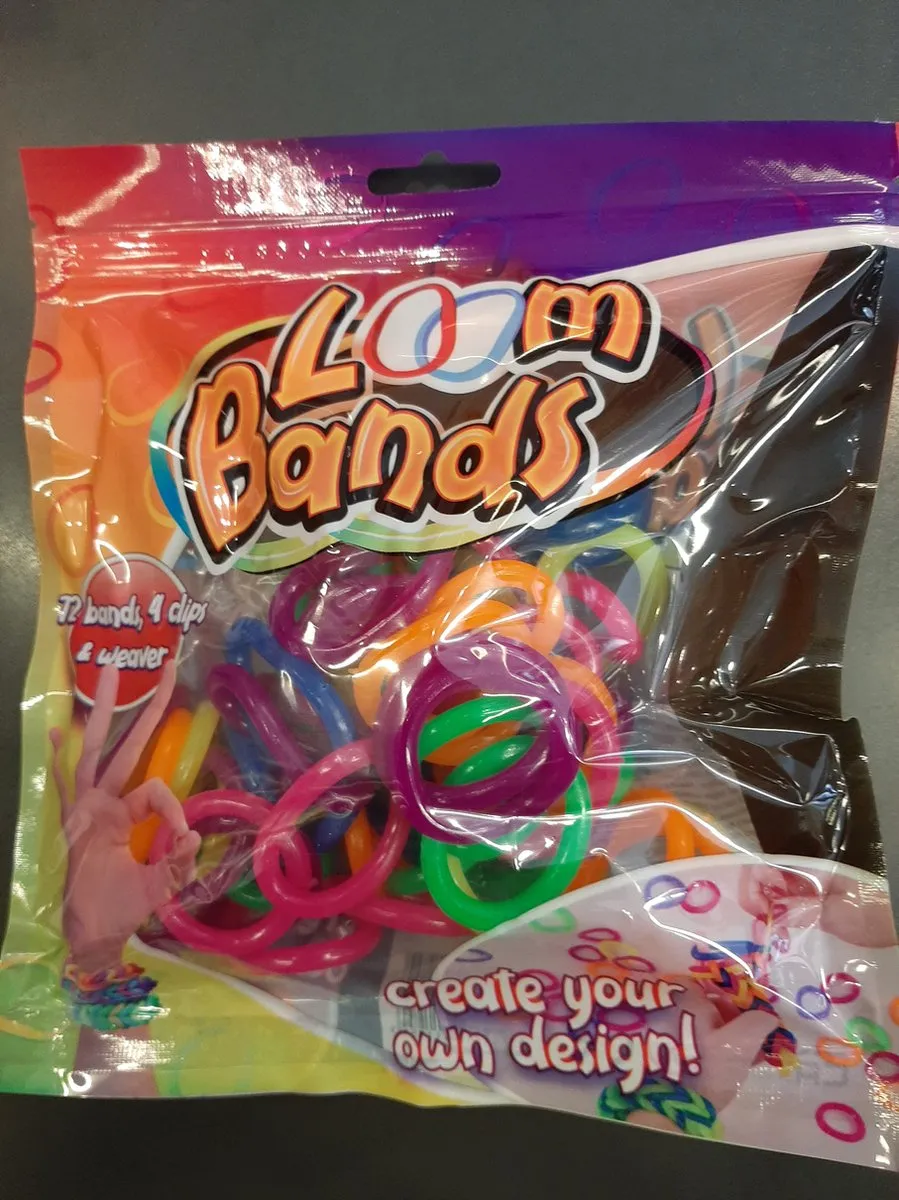 Loom
Bands
72 bands, 4 clips
& weaver
create your
own design!